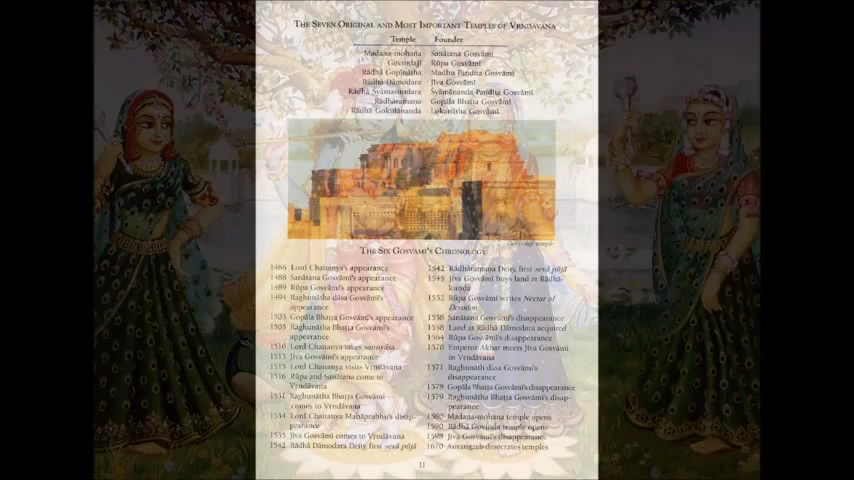 The Seven Original and Most Important Temples of Vṛndāvana
Temple Founder
Madana-mohana Sanātana Gosvāmī
Govindajī Rūpa Gosvāmī
Rādhā Gopīnātha Madhu Paṇḍita Gosvāmī
Rādhā Dāmodara Jīva Gosvāmī
Rādhā Śyāmasundara Śyāmānanda Paṇḍita Gosvāmī
Rādhāramaṇa Gopāla Bhaṭṭa Gosvāmī
Rādhā Gokulānanda Lokanātha Gosvāmī
Govindajī temple
The Six Gosvāmī's Chronology
1486 Lord Chaitanya's appearance
1488 Sanātana Gosvāmī's appearance
1489 Rūpa Gosvāmī's appearance
1494 Raghunātha dāsa Gosvāmī's
appearance
1503 Gopāla Bhaṭṭa Gosvāmī's appearance
1505 Raghunātha Bhaṭṭa Gosvāmī's
appearance
1510 Lord Chaitanya takes sannyāsa
1513 Jīva Gosvāmī's appearance
1515 Lord Chaitanya visits Vṛndāvana
1516 Rūpa and Sanātana come to
Vṛndāvana
1531 Raghunātha Bhaṭṭa Gosvāmī
comes to Vṛndāvana
1534 Lord Chaitanya Mahāprabhu's disap-
pearance
1535 Jīva Gosvāmī comes to Vṛndāvana
1542 Rādhā Dāmodara Deity, first sevā pūjā
1542 Rādhāramaṇa Deity, first sevā pūjā
1545 Jīva Gosvāmī buys land at Rādhā-
kuṇḍa
1552 Rūpa Gosvāmī writes Nectar of
Devotion
1558 Sanātana Gosvāmī's disappearance
1558 Land at Rādhā Dāmodara acquired
1564 Rūpa Gosvāmī's disappearance
1570 Emperor Akbar meets Jīva Gosvāmī
in Vṛndāvana
1571 Raghunāth dāsa Gosvāmī's
disappearance
1578 Gopāla Bhaṭṭa Gosvāmī's disappearance
1579 Raghunātha Bhaṭṭa Gosvāmī's disap-
pearance
1580 Madana-mohana temple opens
1590 Rādhā Govinda temple opens
1598 Jīva Gosvāmī's disappearance
1670 Aurangzeb desecrates temples
11